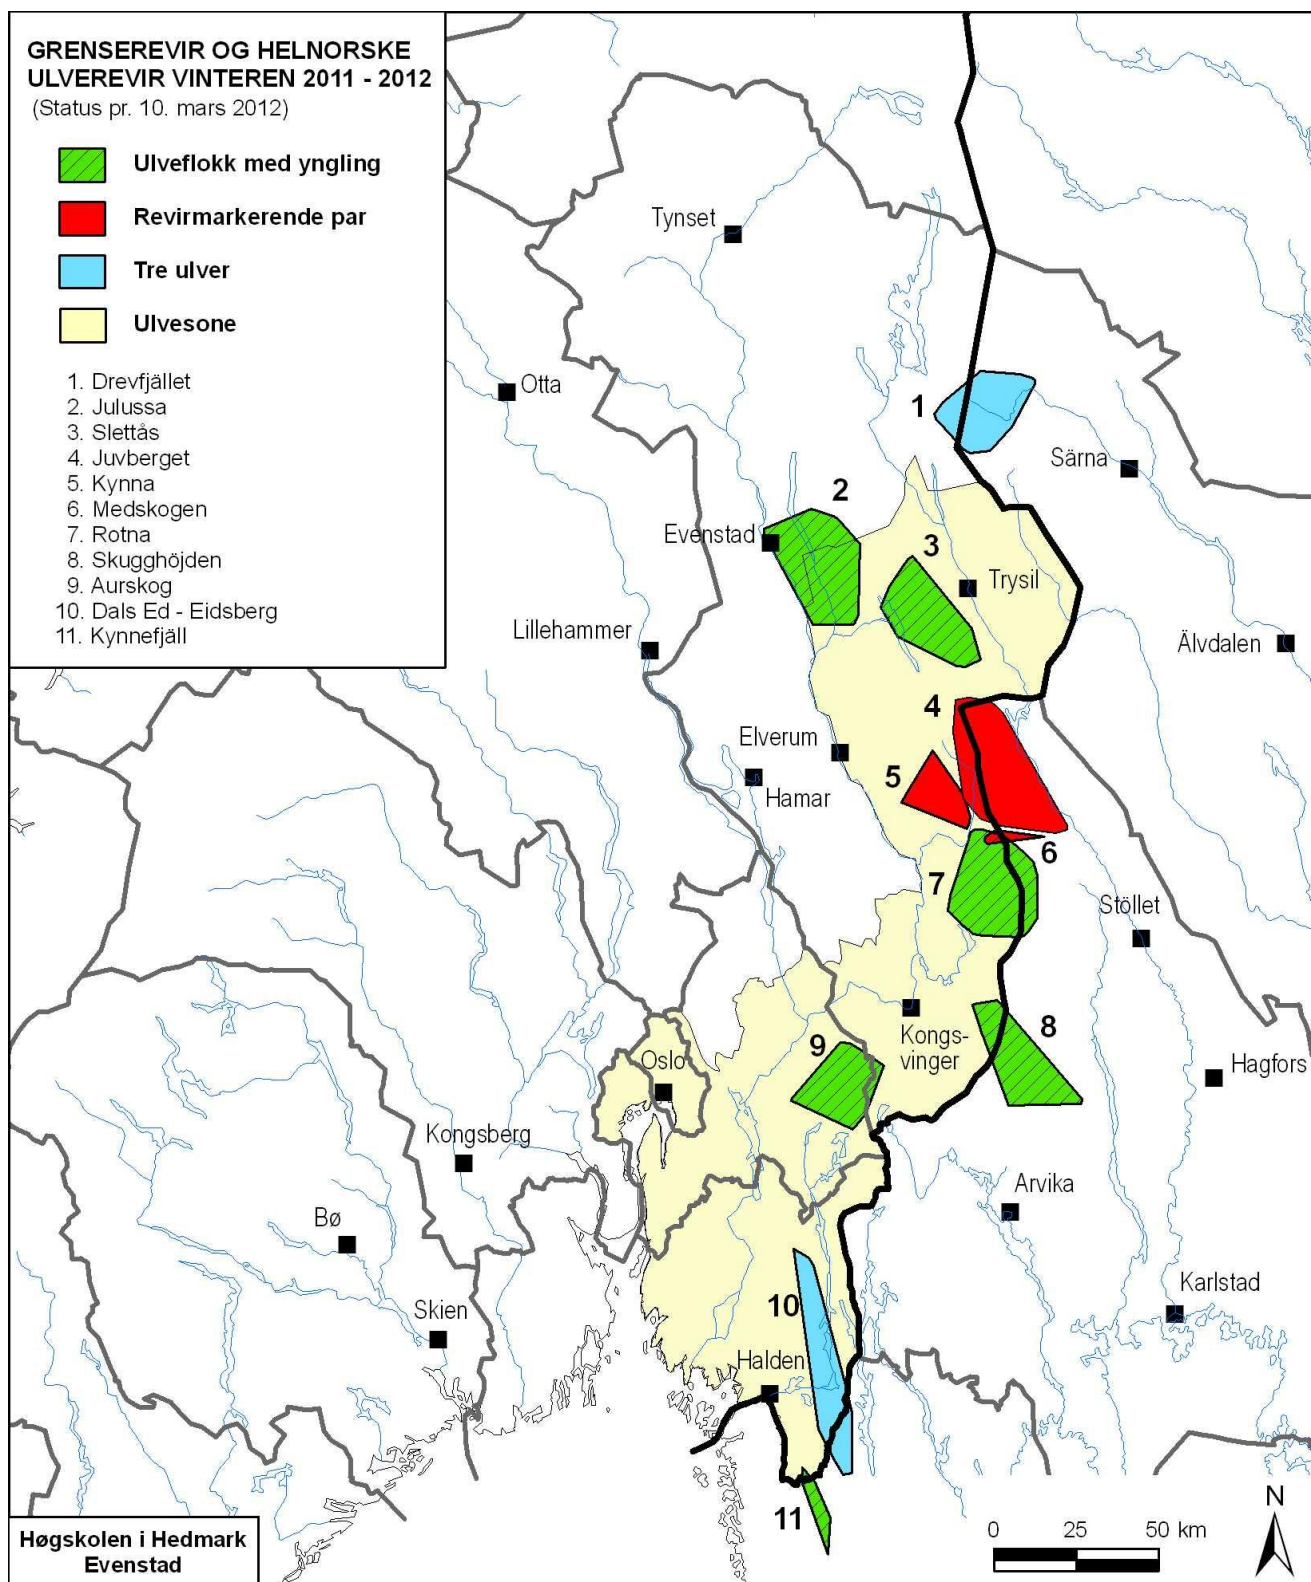 GRENSEREVIR OG HELNORSKE
ULVEREVIR VINTEREN 2011 - 2012
(Status pr. 10. mars 2012)
Ulveflokk med yngling
Revirmarkerende par
Tre ulver
Ulvesone
1. Drevfjället
2. Julussa
3. Slettås
4. Juvberget
5. Kynna
6. Medskogen
7. Rotna
8. Skugghöjden
9. Aurskog
10. Dals Ed - Eidsberg
11. Kynnefjäll
Tynset
Otta
1
Särna
2
Evenstad
3
Trysil
Lillehammer
Älvdalen
4
Elverum
5
Hamar
6
7
Stöllet
Kongs-
vinger
8
9
Oslo
Hagfors
Kongsberg
Arvika
Bø
Karlstad
10
Skien
Halden
11
N
0 25 50 km
Høgskolen i Hedmark
Evenstad